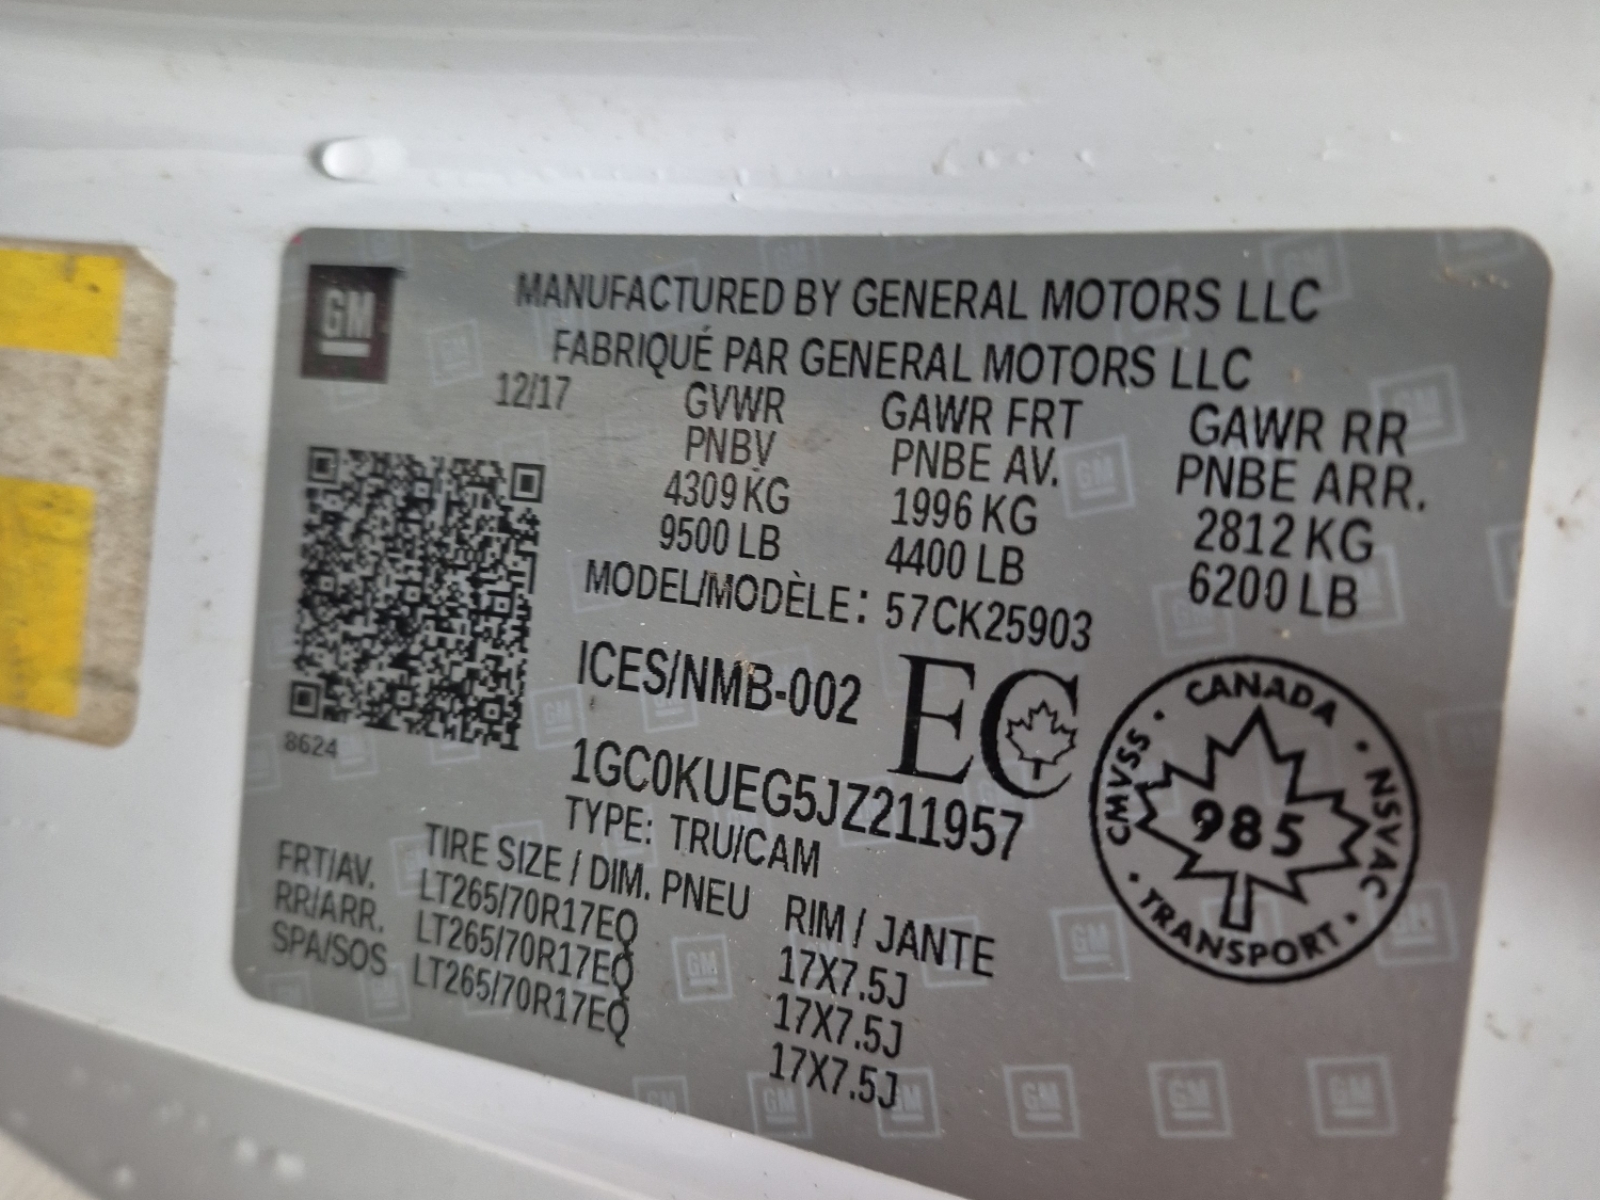 GM
MANUFACTURED BY GENERAL MOTORS LLC
FABRIQUÉ PAR GENERAL MOTORS LLC
12/17 GVWR GAWR FRT GAWR RR
PNBV PNBE AV. PNBE ARR.
4309 KG 1996 KG 2812 KG
9500 LB 4400 LB 6200 LB
MODEL/MODÈLE: 57CK25903
ICES/NMB-002 EC
8624
1GC0KUEG5JZ211957
TYPE: TRU/CAM
CANADA · NSVAC · TRANSPORT · CMVSS ·
985
TIRE SIZE / DIM. PNEU RIM / JANTE
FRT/AV. LT265/70R17EQ 17X7.5J
RR/ARR. LT265/70R17EQ 17X7.5J
SPA/SOS LT265/70R17EQ 17X7.5J